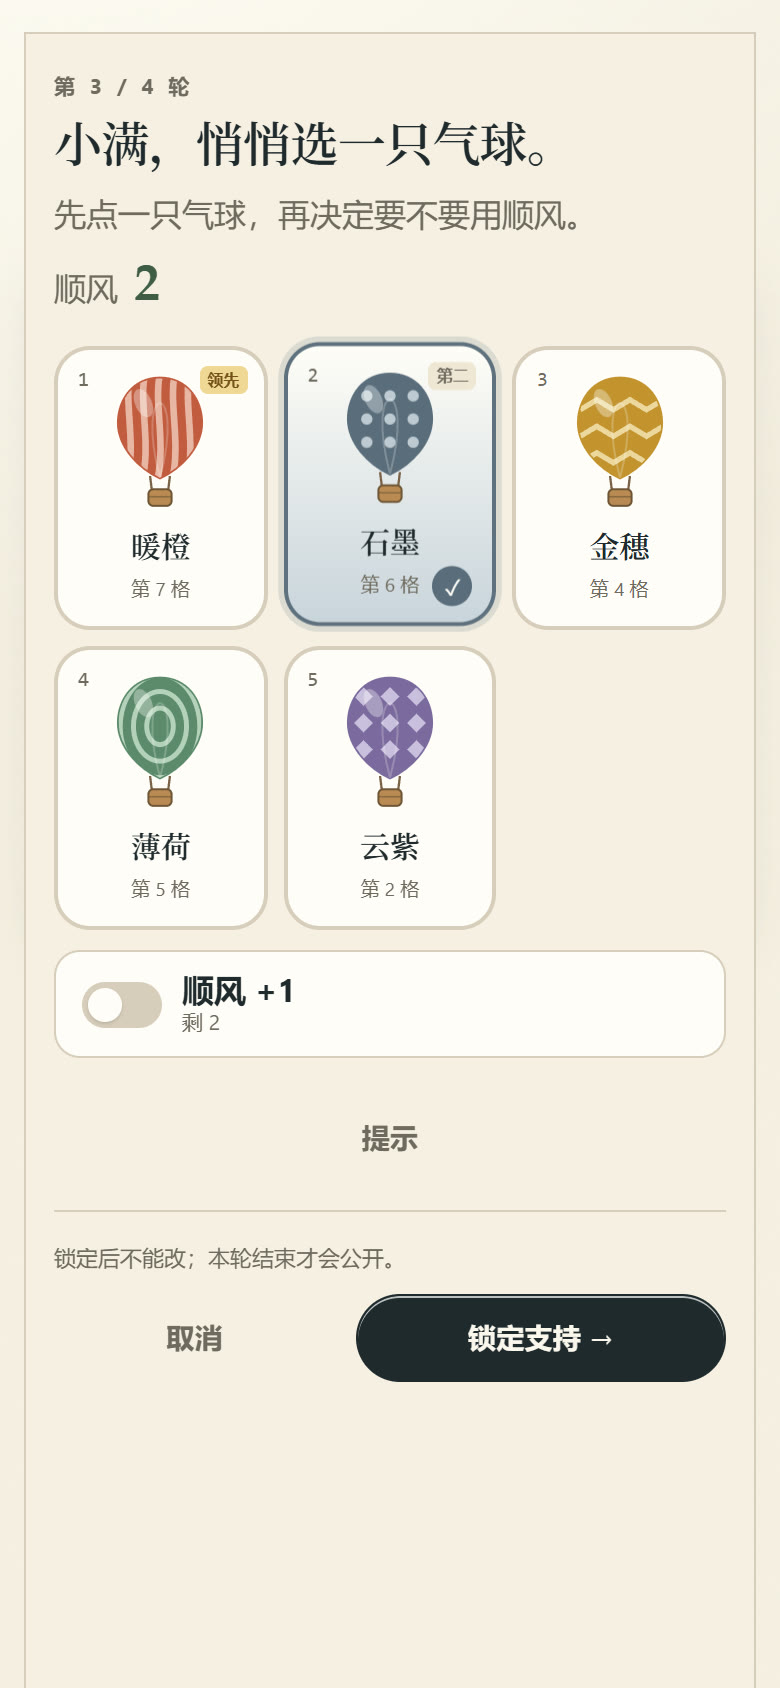 第 3 / 4 轮
小满，悄悄选一只气球。
先点一只气球，再决定要不要用顺风。
顺风 2
1
领先
暖橙
第 7 格
2
第二
石墨
第 6 格
3
金穗
第 4 格
4
薄荷
第 5 格
5
云紫
第 2 格
顺风 +1
剩 2
提示
锁定后不能改；本轮结束才会公开。
取消
锁定支持 →